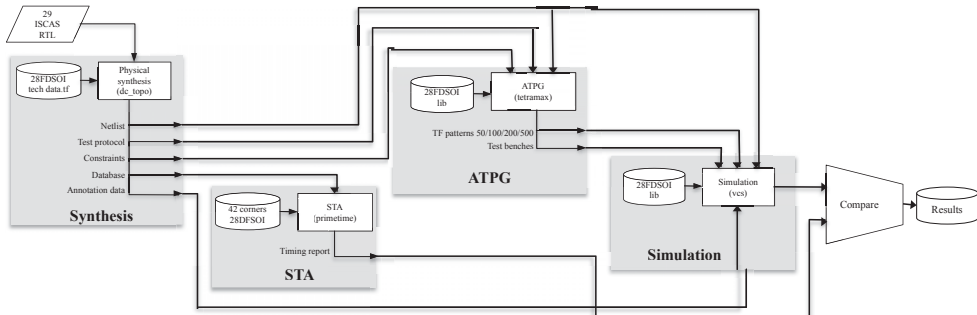 29
ISCAS
RTL
28FDSOI
tech data.tf
Physical
synthesis
(dc_topo)
Netlist
Test protocol
Constraints
Database
Annotation data
Synthesis
42 corners
28DFSOI
STA
(primetime)
Timing report
STA
28FDSOI
lib
ATPG
(tetramax)
TF patterns 50/100/200/500
Test benches
ATPG
28FDSOI
lib
Simulation
(vcs)
Simulation
Compare
Results